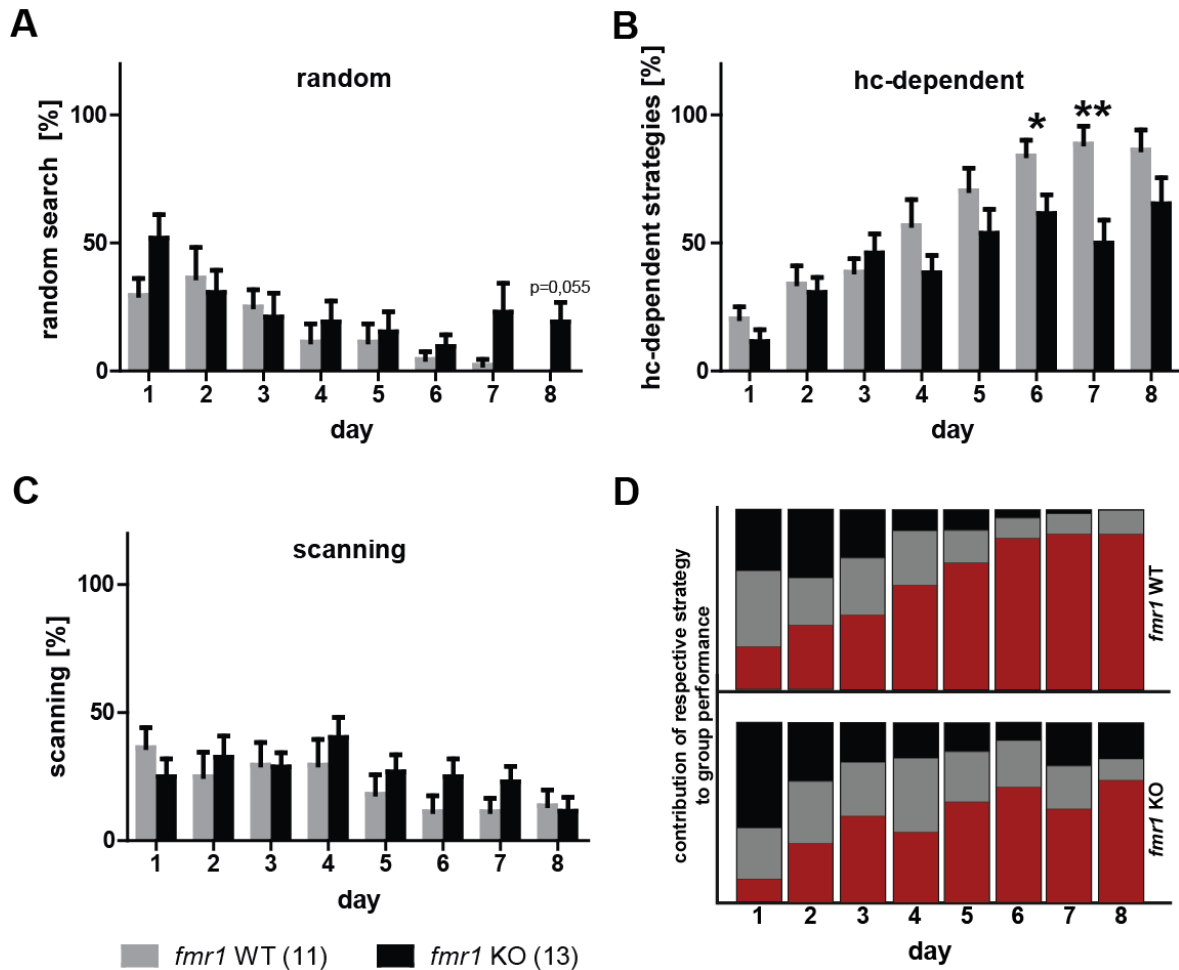 A
random
random search [%]
100
50
0
p=0,055
1 2 3 4 5 6 7 8
day
B
hc-dependent
hc-dependent strategies [%]
100
50
0
*
**
1 2 3 4 5 6 7 8
day
C
scanning
scanning [%]
100
50
0
1 2 3 4 5 6 7 8
day
fmr1 WT (11)
fmr1 KO (13)
D
contribution of respective strategy
to group performance
fmr1 WT
fmr1 KO
1 2 3 4 5 6 7 8
day